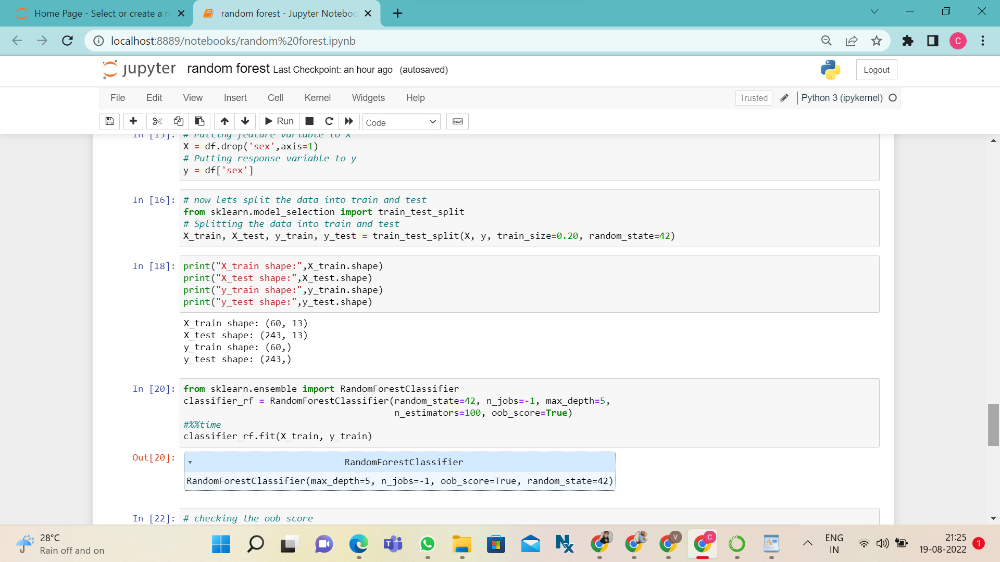 Home Page - Select or create a n
random forest - Jupyter Noteboo
localhost:8889/notebooks/random%20forest.ipynb
C
jupyter random forest Last Checkpoint: an hour ago (autosaved)
Logout
File Edit View Insert Cell Kernel Widgets Help
Trusted
Python 3 (ipykernel)
Run
Code
In [15]: # Putting feature variable to X
X = df.drop('sex',axis=1)
# Putting response variable to y
y = df['sex']
In [16]: # now lets split the data into train and test
from sklearn.model_selection import train_test_split
# Splitting the data into train and test
X_train, X_test, y_train, y_test = train_test_split(X, y, train_size=0.20, random_state=42)
In [18]: print("X_train shape:",X_train.shape)
print("X_test shape:",X_test.shape)
print("y_train shape:",y_train.shape)
print("y_test shape:",y_test.shape)
X_train shape: (60, 13)
X_test shape: (243, 13)
y_train shape: (60,)
y_test shape: (243,)
In [20]: from sklearn.ensemble import RandomForestClassifier
classifier_rf = RandomForestClassifier(random_state=42, n_jobs=-1, max_depth=5,
n_estimators=100, oob_score=True)
#%%time
classifier_rf.fit(X_train, y_train)
Out[20]:
RandomForestClassifier
RandomForestClassifier(max_depth=5, n_jobs=-1, oob_score=True, random_state=42)
In [22]: # checking the oob score
28°C
Rain off and on
V
C
ENG
IN
21:25
19-08-2022
1